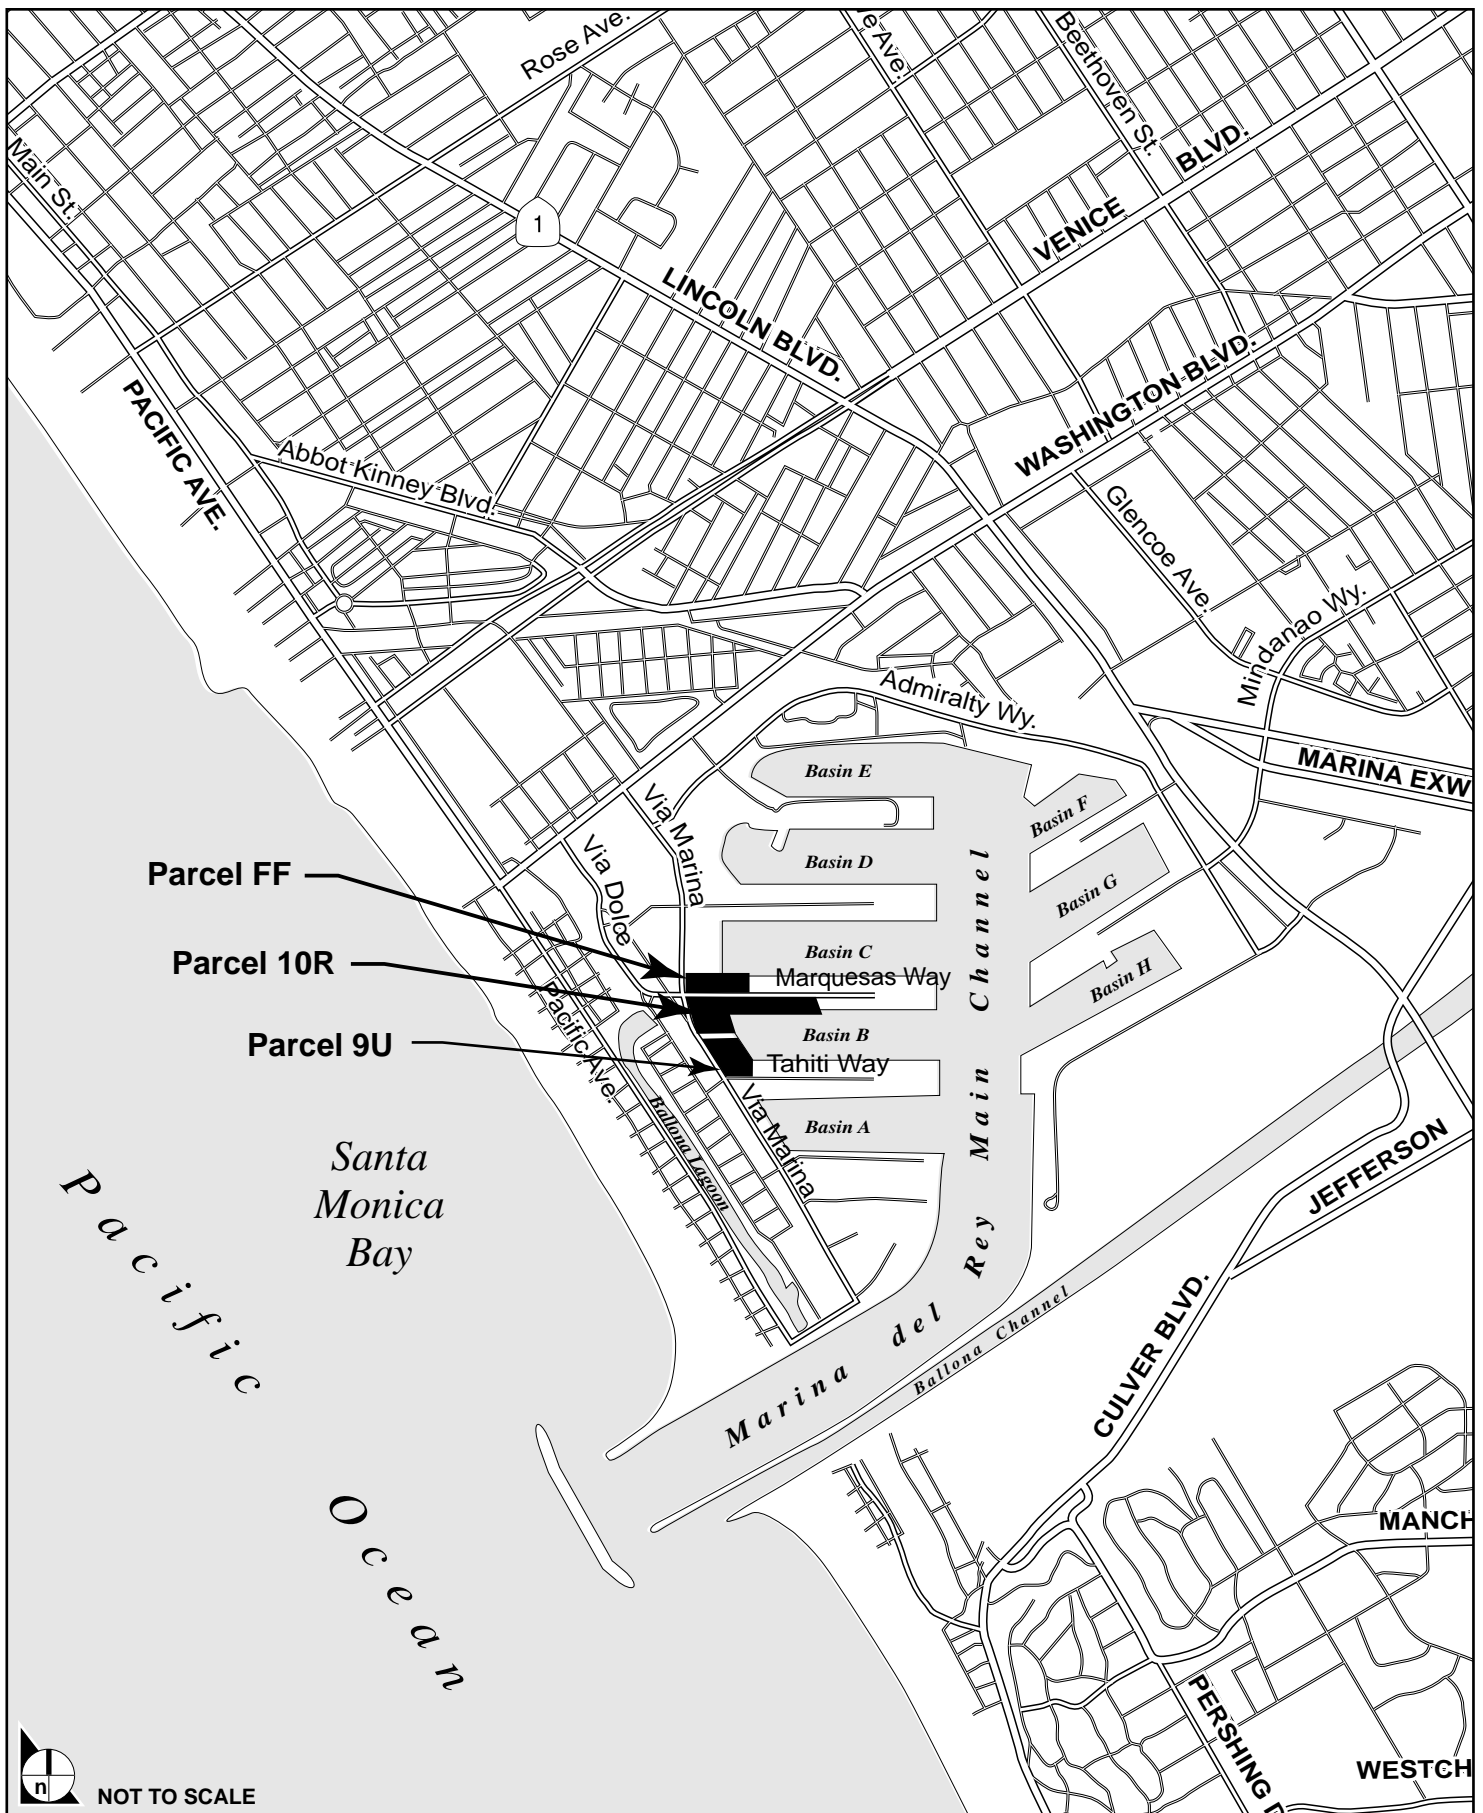 Rose Ave.
Beethoven St.
Main St.
BLVD.
VENICE
1
LINCOLN BLVD.
WASHINGTON BLVD.
PACIFIC AVE.
Abbot Kinney Blvd.
Glencoe Ave.
Mindanao Wy.
Admiralty Wy.
MARINA EXW
Basin E
Basin F
Via Marina
Basin D
Via Dolce
Basin G
Parcel FF
Basin C
Marquesas Way
Parcel 10R
Basin H
Pacific Ave.
Basin B
Parcel 9U
Tahiti Way
Via Marina
Ballona Lagoon
Basin A
Santa
Monica
Bay
Pacific
Ocean
Marina del Rey Main Channel
Ballona Channel
JEFFERSON
CULVER BLVD.
MANCH
PERSHING D
WESTCH
n
NOT TO SCALE